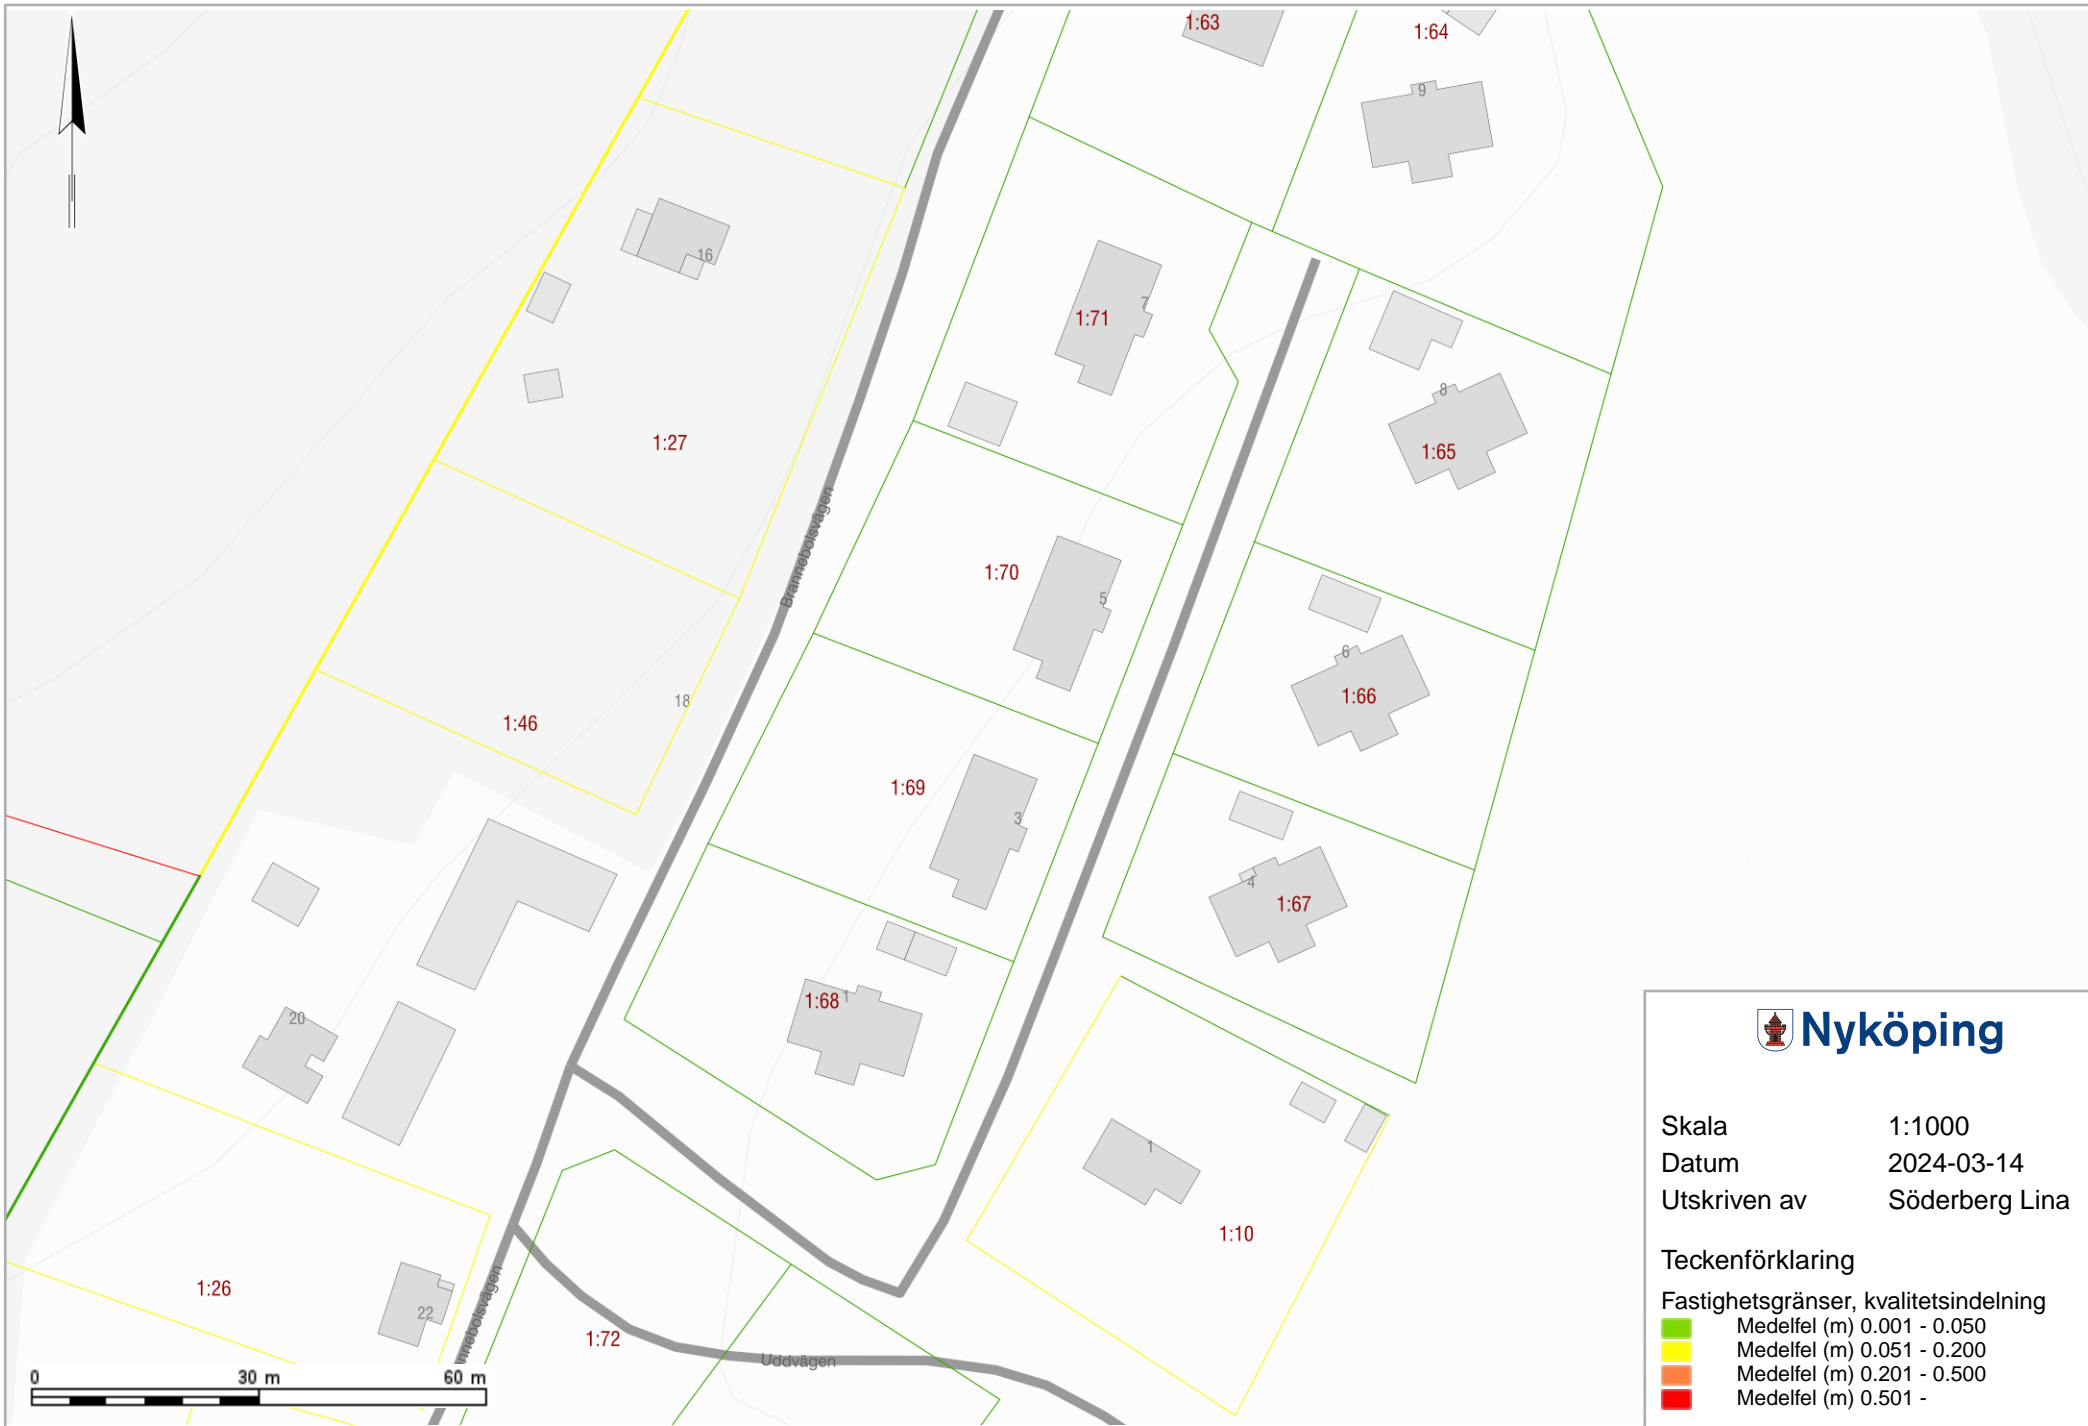 1:63
1:64
9
16
7
1:71
8
1:65
1:27
Brannebolsvägen
1:70
5
6
1:66
18
1:46
1:69
3
4
1:67
1:68
1
20
1
1:10
1:26
22
1:72
Uddvägen
nnebolsvägen
0 30 m 60 m
Nyköping
Skala 1:1000
Datum 2024-03-14
Utskriven av Söderberg Lina
Teckenförklaring
Fastighetsgränser, kvalitetsindelning
Medelfel (m) 0.001 - 0.050
Medelfel (m) 0.051 - 0.200
Medelfel (m) 0.201 - 0.500
Medelfel (m) 0.501 -